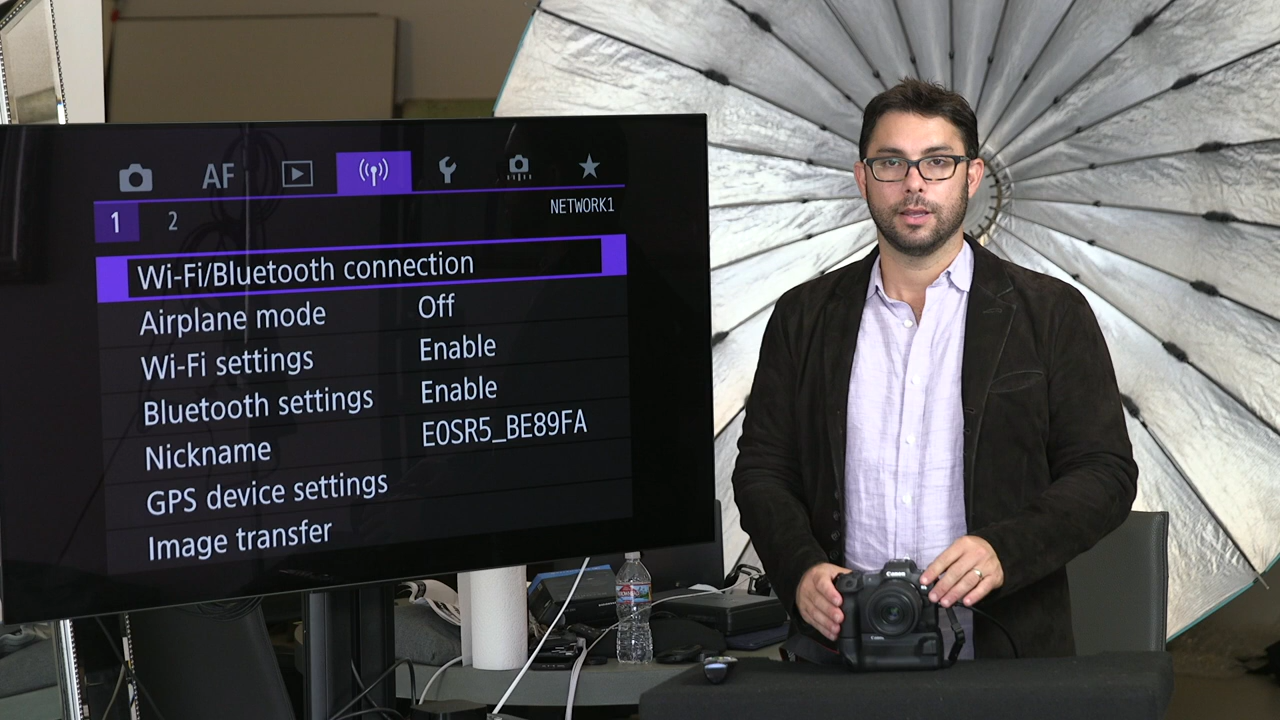 AF
1 2
NETWORK1
Wi-Fi/Bluetooth connection
Airplane mode Off
Wi-Fi settings Enable
Bluetooth settings Enable
Nickname EOSR5_BE89FA
GPS device settings
Image transfer
Canon